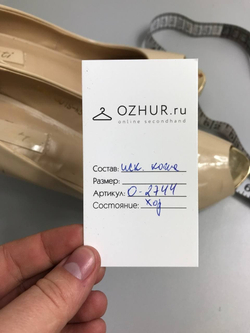 OZHUR.ru
online secondhand
Состав: иск. кожа
Размер:
Артикул: О-2744
Состояние: хор